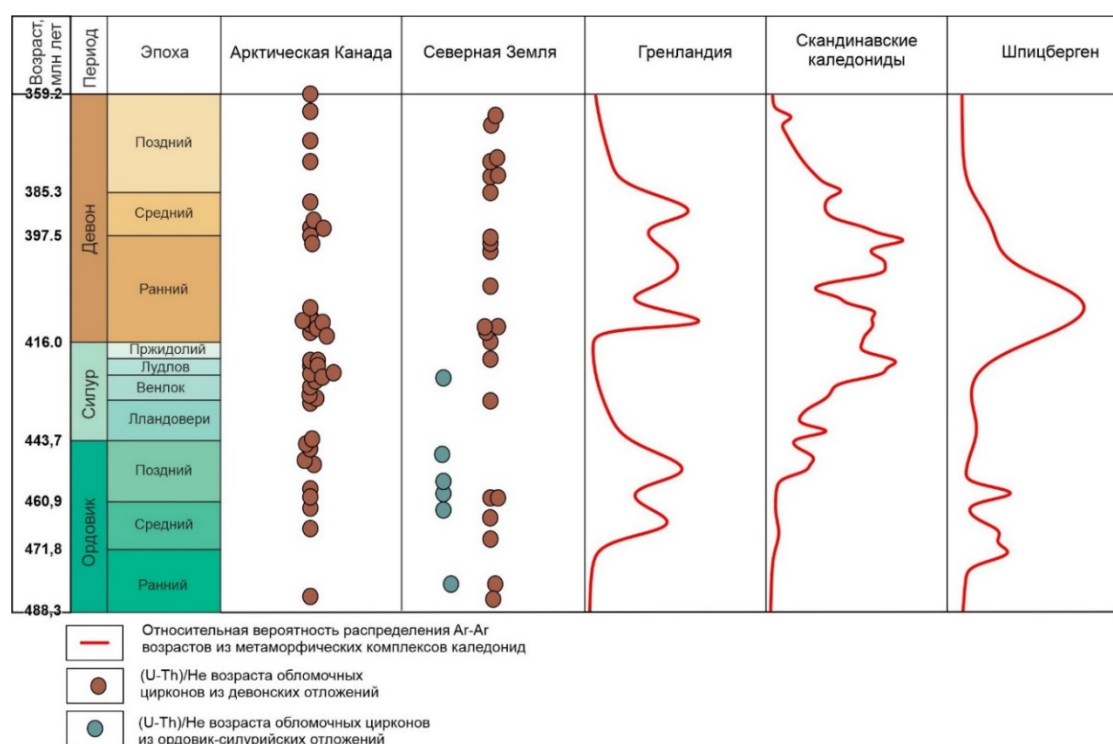 Возраст,
млн лет
Период
Эпоха
Арктическая Канада
Северная Земля
Гренландия
Скандинавские
каледониды
Шпицберген
359.2
Поздний
385.3
Средний
397.5
Девон
Ранний
416.0
Пржидолий
Лудлов
Венлок
Силур
Лландовери
443,7
Поздний
460,9
Средний
Ордовик
471,8
Ранний
488,3
Относительная вероятность распределения Ar-Ar
возрастов из метаморфических комплексов каледонид
(U-Th)/He возраста обломочных
цирконов из девонских отложений
(U-Th)/He возраста обломочных цирконов
из ордовик-силурийских отложений